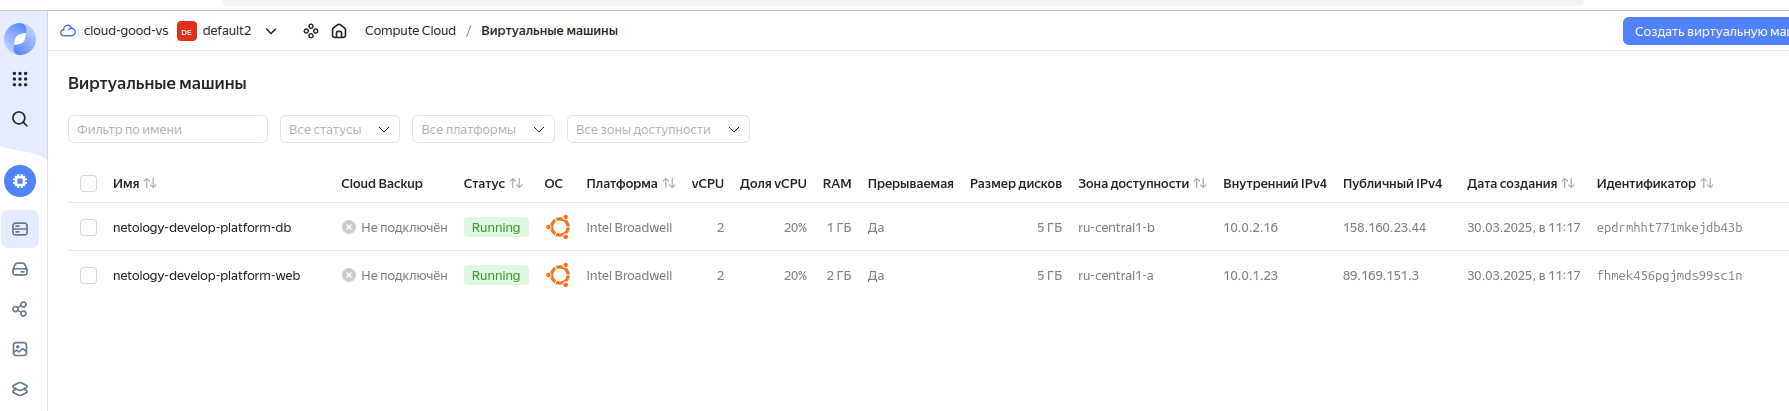 cloud-good-vs DE default2 Compute Cloud / Виртуальные машины Создать виртуальную
Виртуальные машины
Фильтр по имени Все статусы Все платформы Все зоны доступности
Имя Cloud Backup Статус ОС Платформа vCPU Доля vCPU RAM Прерываемая Размер дисков Зона доступности Внутренний IPv4 Публичный IPv4 Дата создания Идентификатор
netology-develop-platform-db Не подключён Running Intel Broadwell 2 20% 1 ГБ Да 5 ГБ ru-central1-b 10.0.2.16 158.160.23.44 30.03.2025, в 11:17 epdrmhht771mkejdb43b
netology-develop-platform-web Не подключён Running Intel Broadwell 2 20% 2 ГБ Да 5 ГБ ru-central1-a 10.0.1.23 89.169.151.3 30.03.2025, в 11:17 fhmek456pgjmds99sc1n